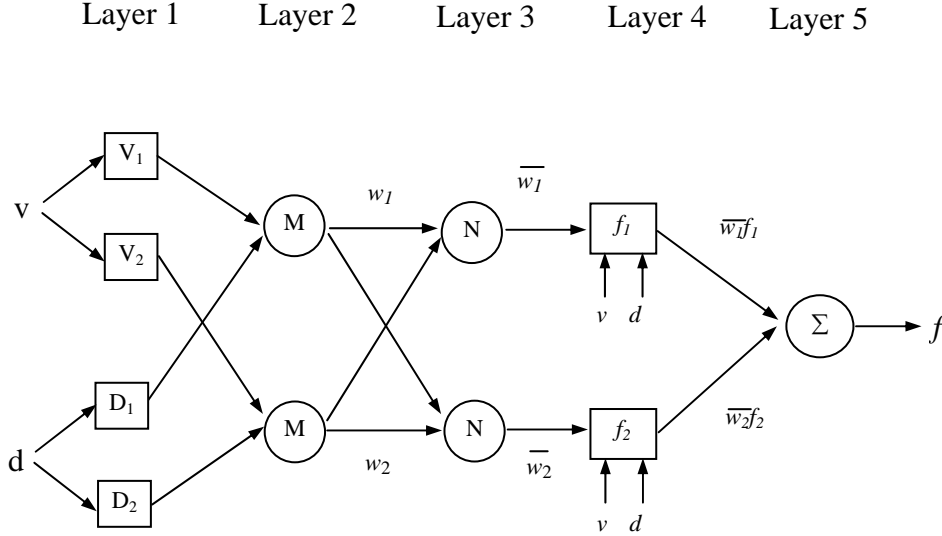 Layer 1 Layer 2 Layer 3 Layer 4 Layer 5
V₁
v
V₂
D₁
d
D₂
M
M
w₁
w₂
N
N
w̅₁
w̅₂
f₁
v d
f₂
v d
w̅₁f₁
w̅₂f₂
Σ
f